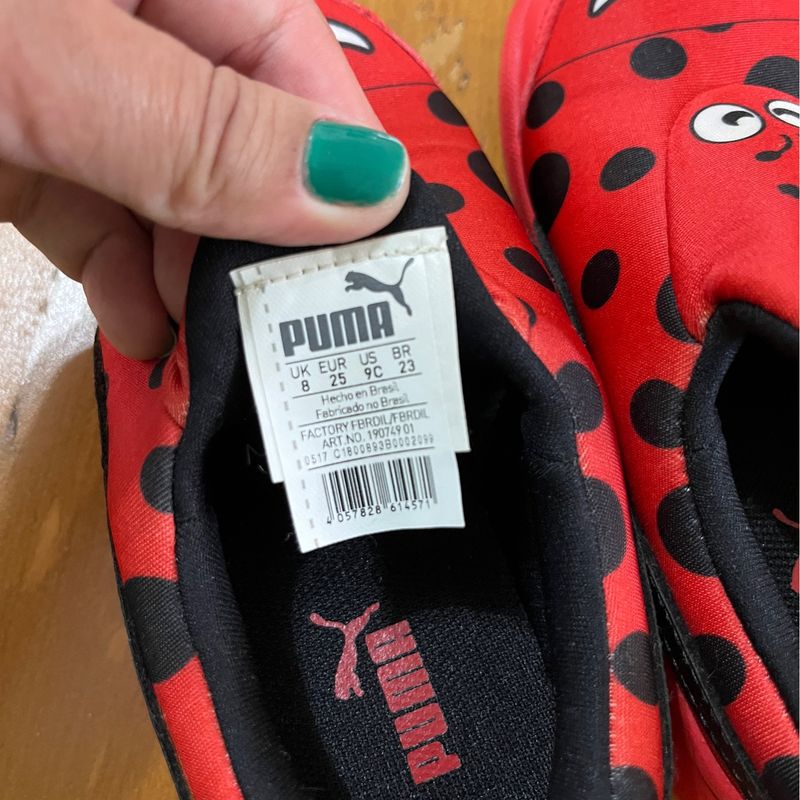 PUMA
UK EUR US BR
8 25 9C 23
Hecho en Brasil
Fabricado no Brasil
FACTORY FBRDIL/FBRDIL
ART.NO. 190749 01
0517 C1800893B0002099
4 057828 614571
PUMA